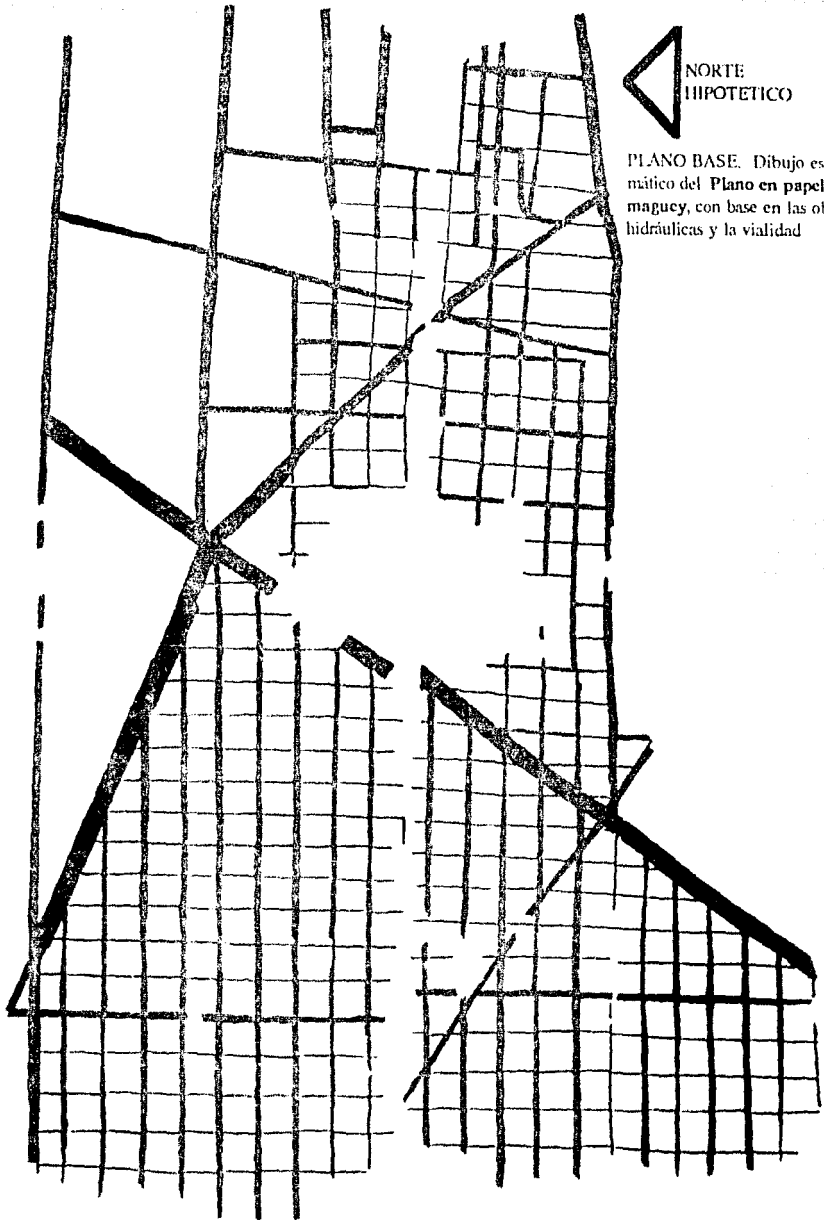 NORTE
HIPOTETICO
PLANO BASE. Dibujo es
mático del Plano en papel
maguey, con base en las ob
hidráulicas y la vialidad